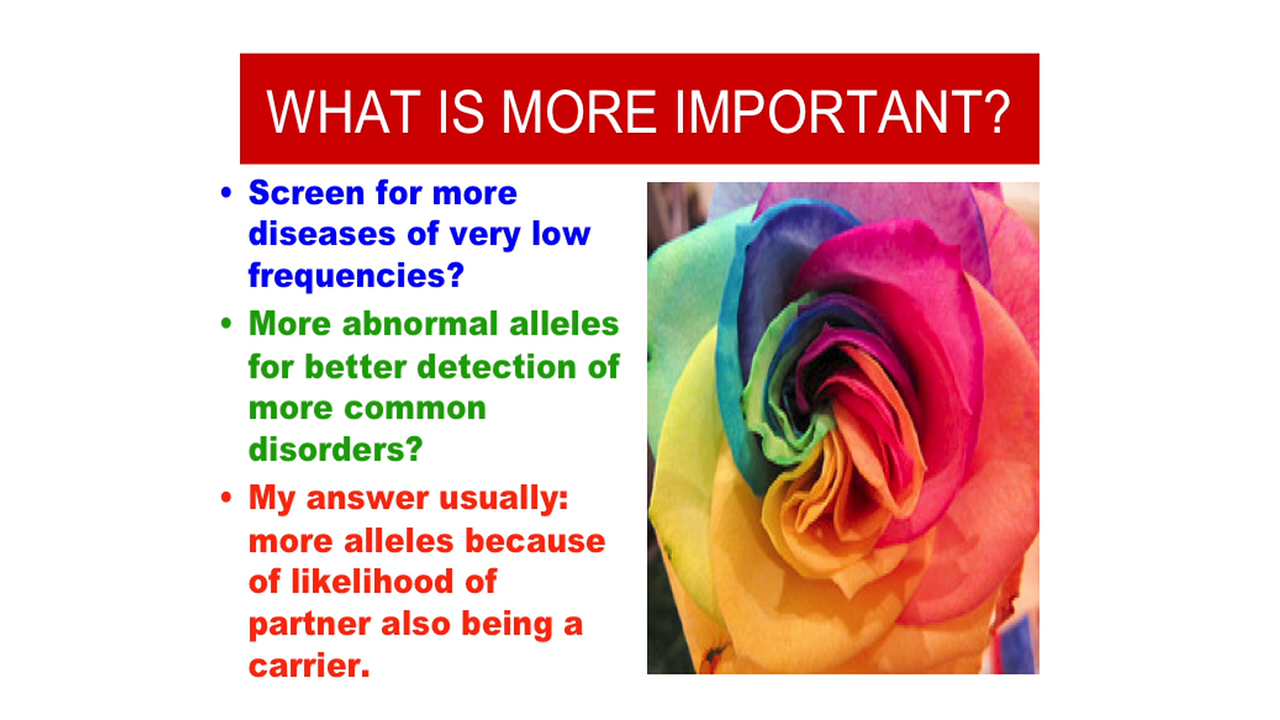 WHAT IS MORE IMPORTANT?
• Screen for more
diseases of very low
frequencies?
• More abnormal alleles
for better detection of
more common
disorders?
• My answer usually:
more alleles because
of likelihood of
partner also being a
carrier.